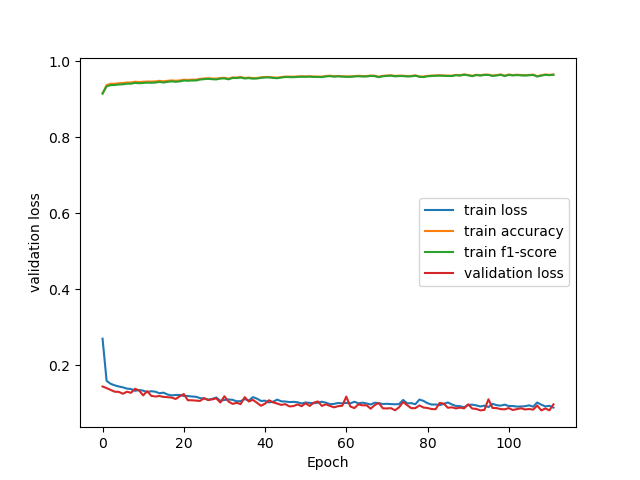 1.0
0.8
0.6
0.4
0.2
validation loss
train loss
train accuracy
train f1-score
validation loss
0 20 40 60 80 100
Epoch